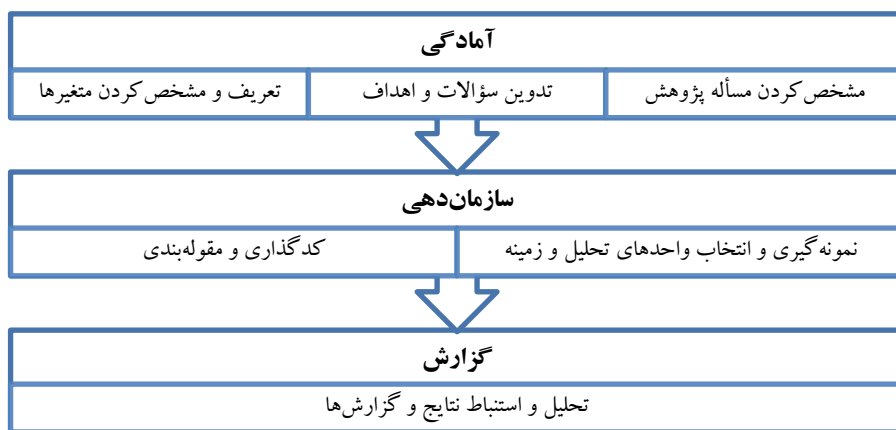 آمادگی
مشخص‌کردن مسأله پژوهش
تدوین سؤالات و اهداف
تعریف و مشخص‌کردن متغیرها
سازمان‌دهی
نمونه‌گیری و انتخاب واحدهای تحلیل و زمینه
کدگذاری و مقوله‌بندی
گزارش
تحلیل و استنباط نتایج و گزارش‌ها